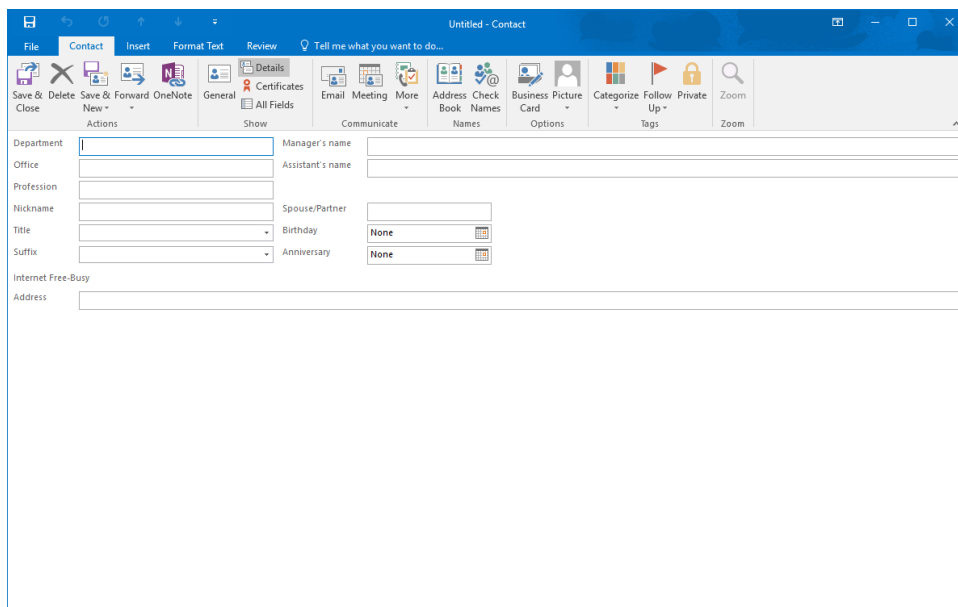 Untitled - Contact
File Contact Insert Format Text Review Tell me what you want to do...
Save & Close
Delete
Save & New
Forward
OneNote
Actions
General
Details
Certificates
All Fields
Show
Email
Meeting
More
Communicate
Address Book
Check Names
Names
Business Card
Picture
Options
Categorize
Follow Up
Private
Tags
Zoom
Zoom
Department
Manager's name
Office
Assistant's name
Profession
Nickname
Spouse/Partner
Title
Birthday None
Suffix
Anniversary None
Internet Free-Busy
Address